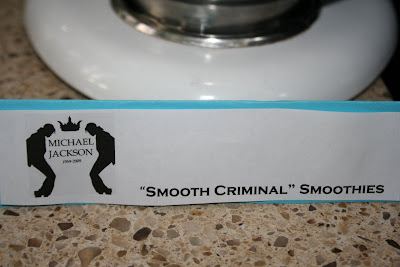 MICHAEL
JACKSON
1958-2009
"SMOOTH CRIMINAL" SMOOTHIES